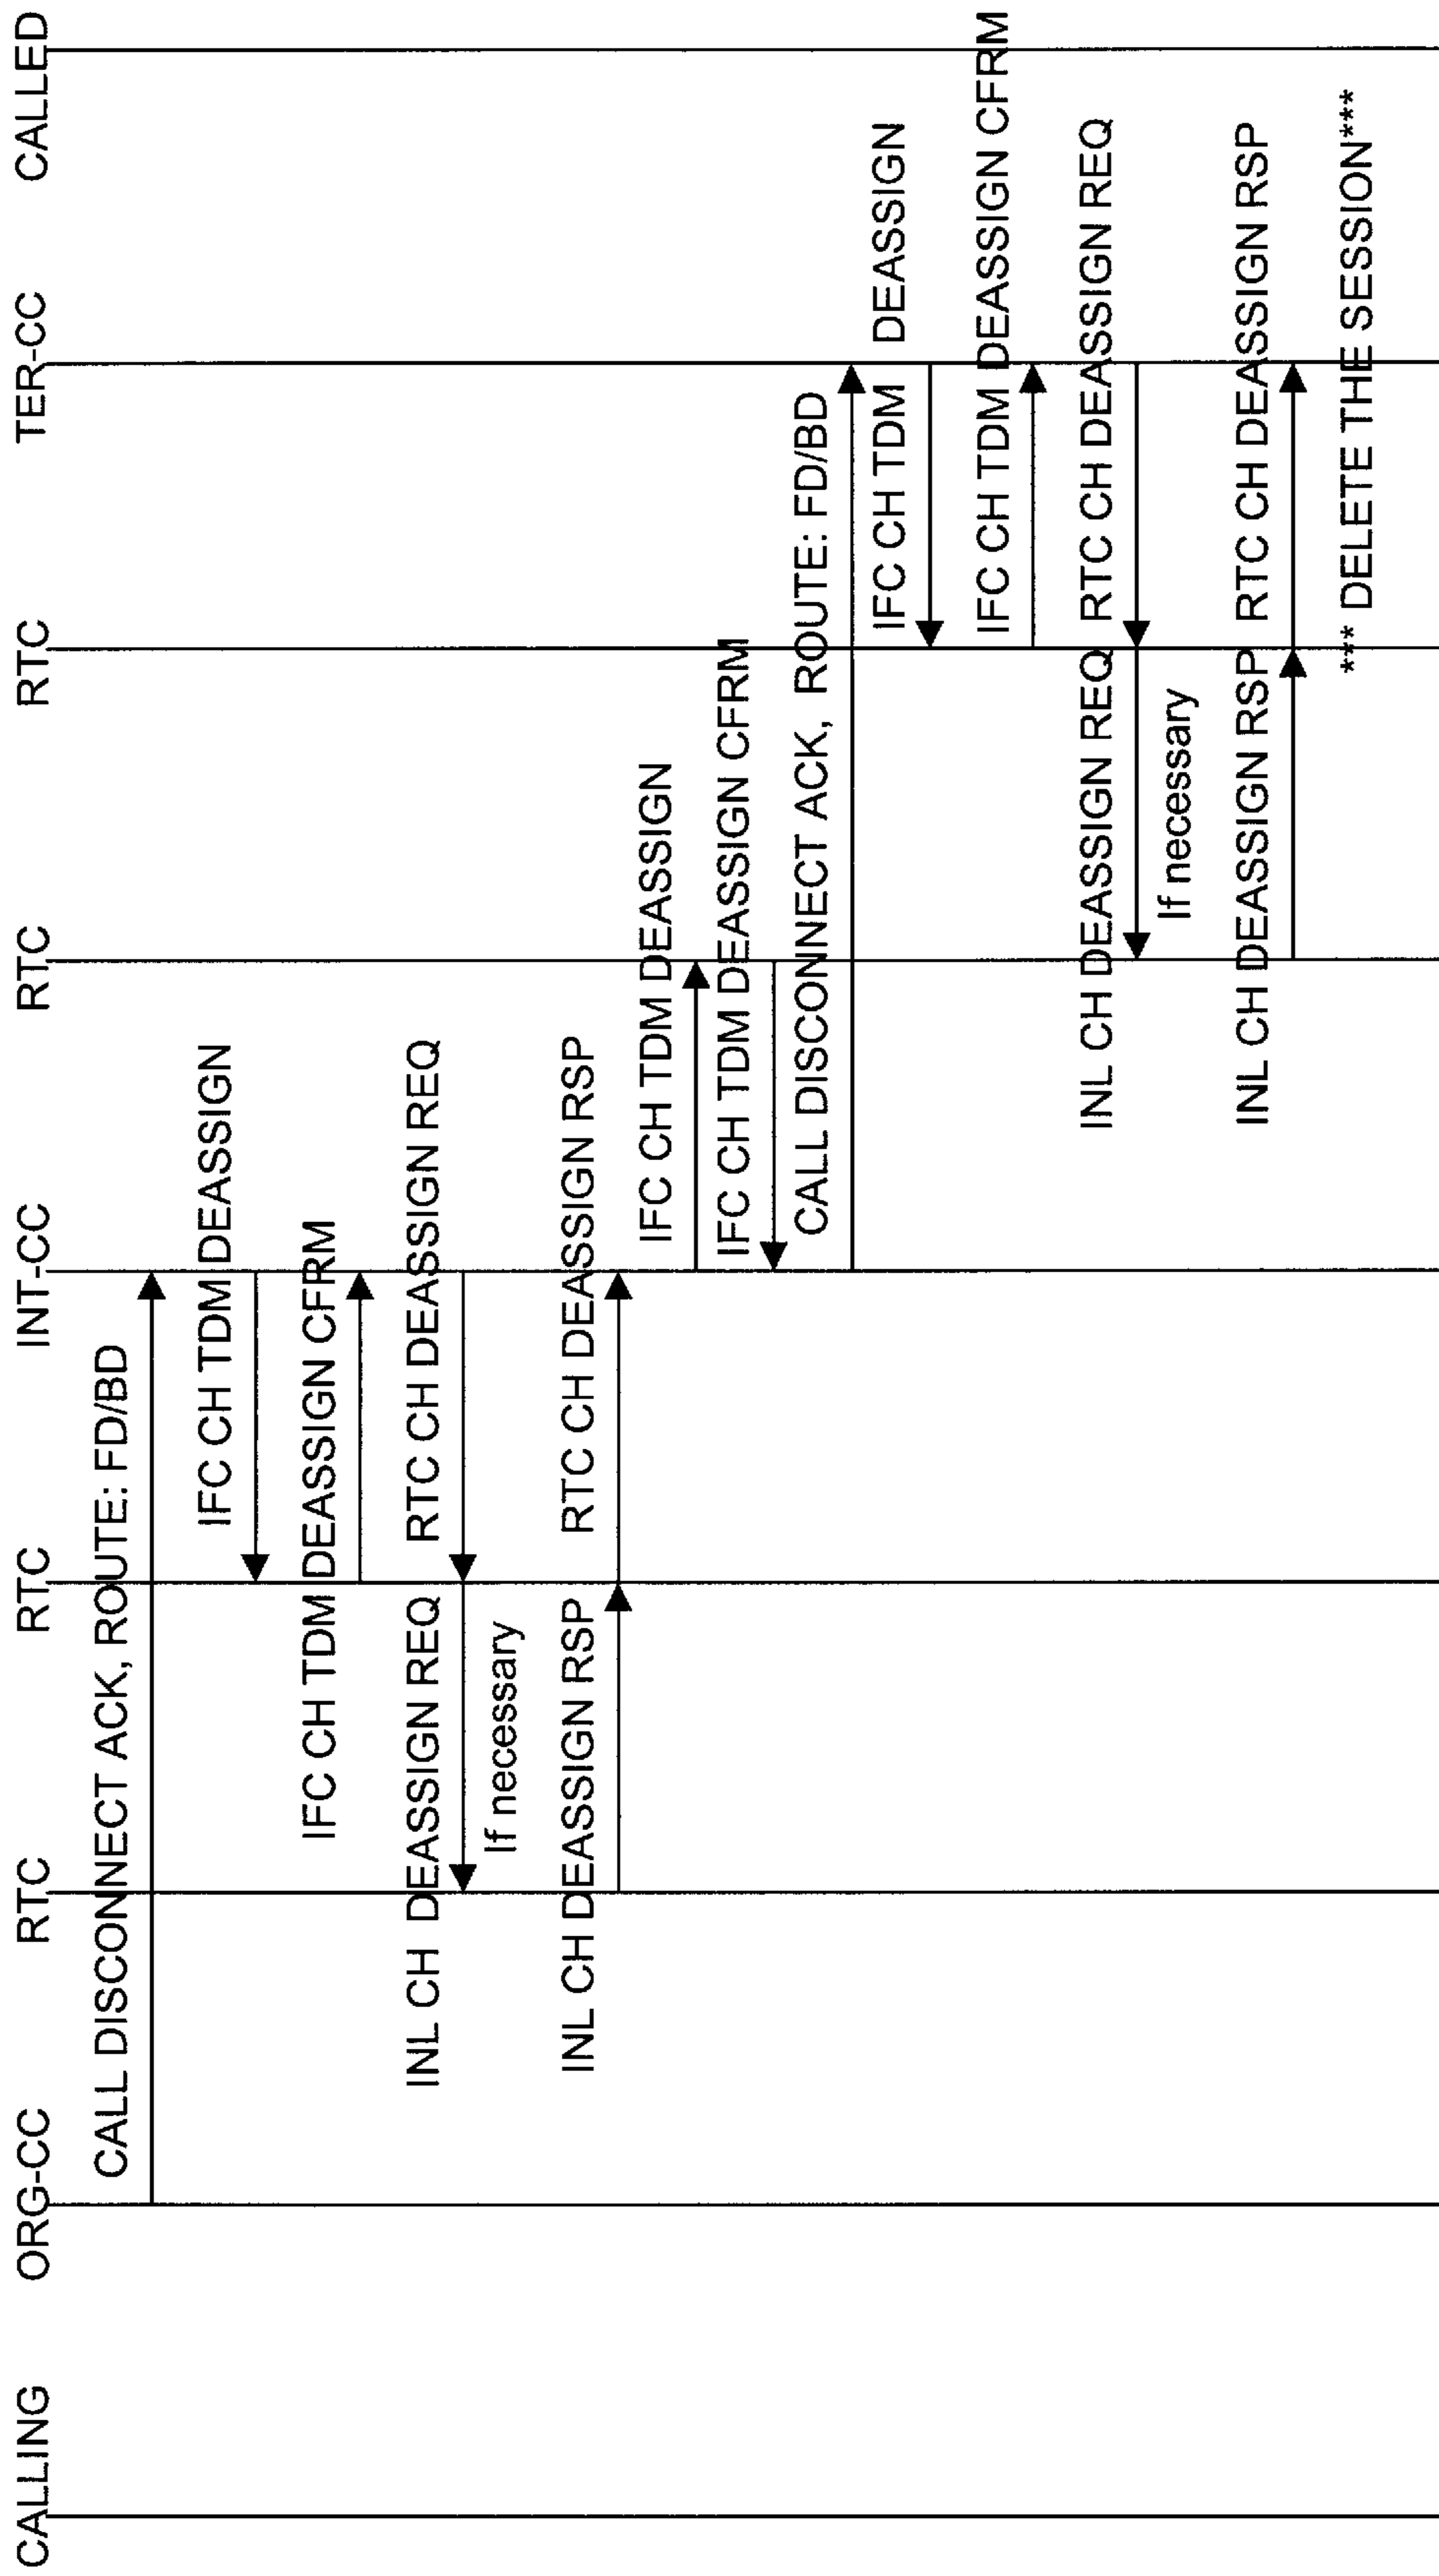 CALLING
ORG-CC
RTC
RTC
INT-CC
RTC
RTC
TER-CC
CALLED
CALL DISCONNECT ACK, ROUTE: FD/BD
IFC CH TDM DEASSIGN
IFC CH TDM DEASSIGN CFRM
INL CH DEASSIGN REQ
RTC CH DEASSIGN REQ
If necessary
INL CH DEASSIGN RSP
RTC CH DEASSIGN RSP
IFC CH TDM DEASSIGN
IFC CH TDM DEASSIGN CFRM
CALL DISCONNECT ACK, ROUTE: FD/BD
IFC CH TDM DEASSIGN
IFC CH TDM DEASSIGN CFRM
INL CH DEASSIGN REQ
RTC CH DEASSIGN REQ
If necessary
INL CH DEASSIGN RSP
RTC CH DEASSIGN RSP
*** DELETE THE SESSION***